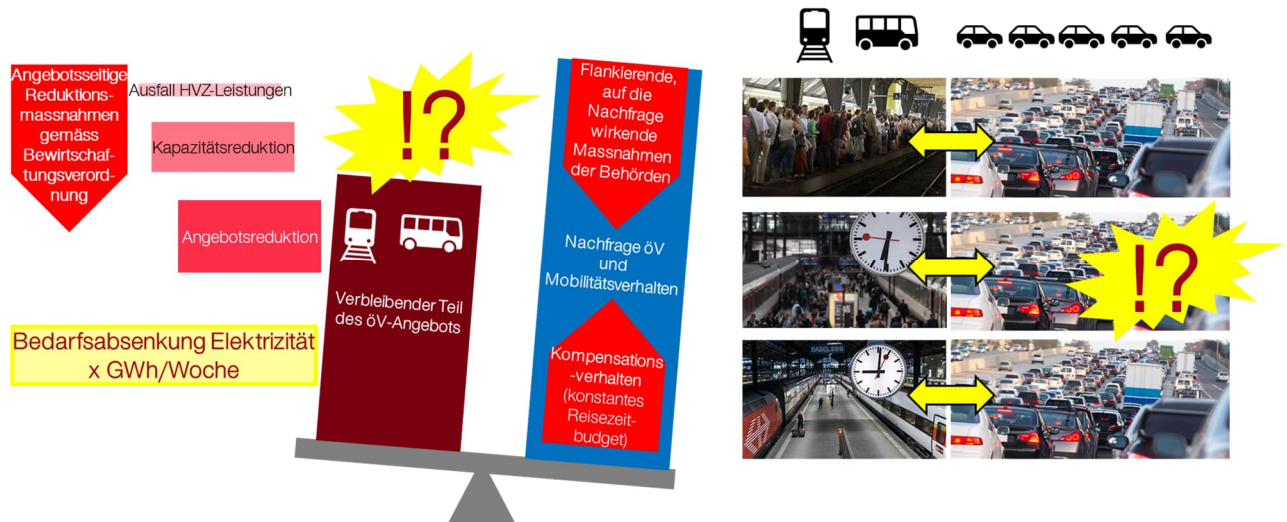 Angebotsseitige
Reduktions-
massnahmen
gemäss
Bewirtschaf-
tungsverord-
nung
Ausfall HVZ-Leistungen
Kapazitätsreduktion
Angebotsreduktion
Bedarfsabsenkung Elektrizität
x GWh/Woche
!?
Verbleibender Teil
des öV-Angebots
Flankierende,
auf die
Nachfrage
wirkende
Massnahmen
der Behörden
Nachfrage öV
und
Mobilitätsverhalten
Kompensations
-verhalten
(konstantes
Reisezeit-
budget)
!?
BASEL SBB